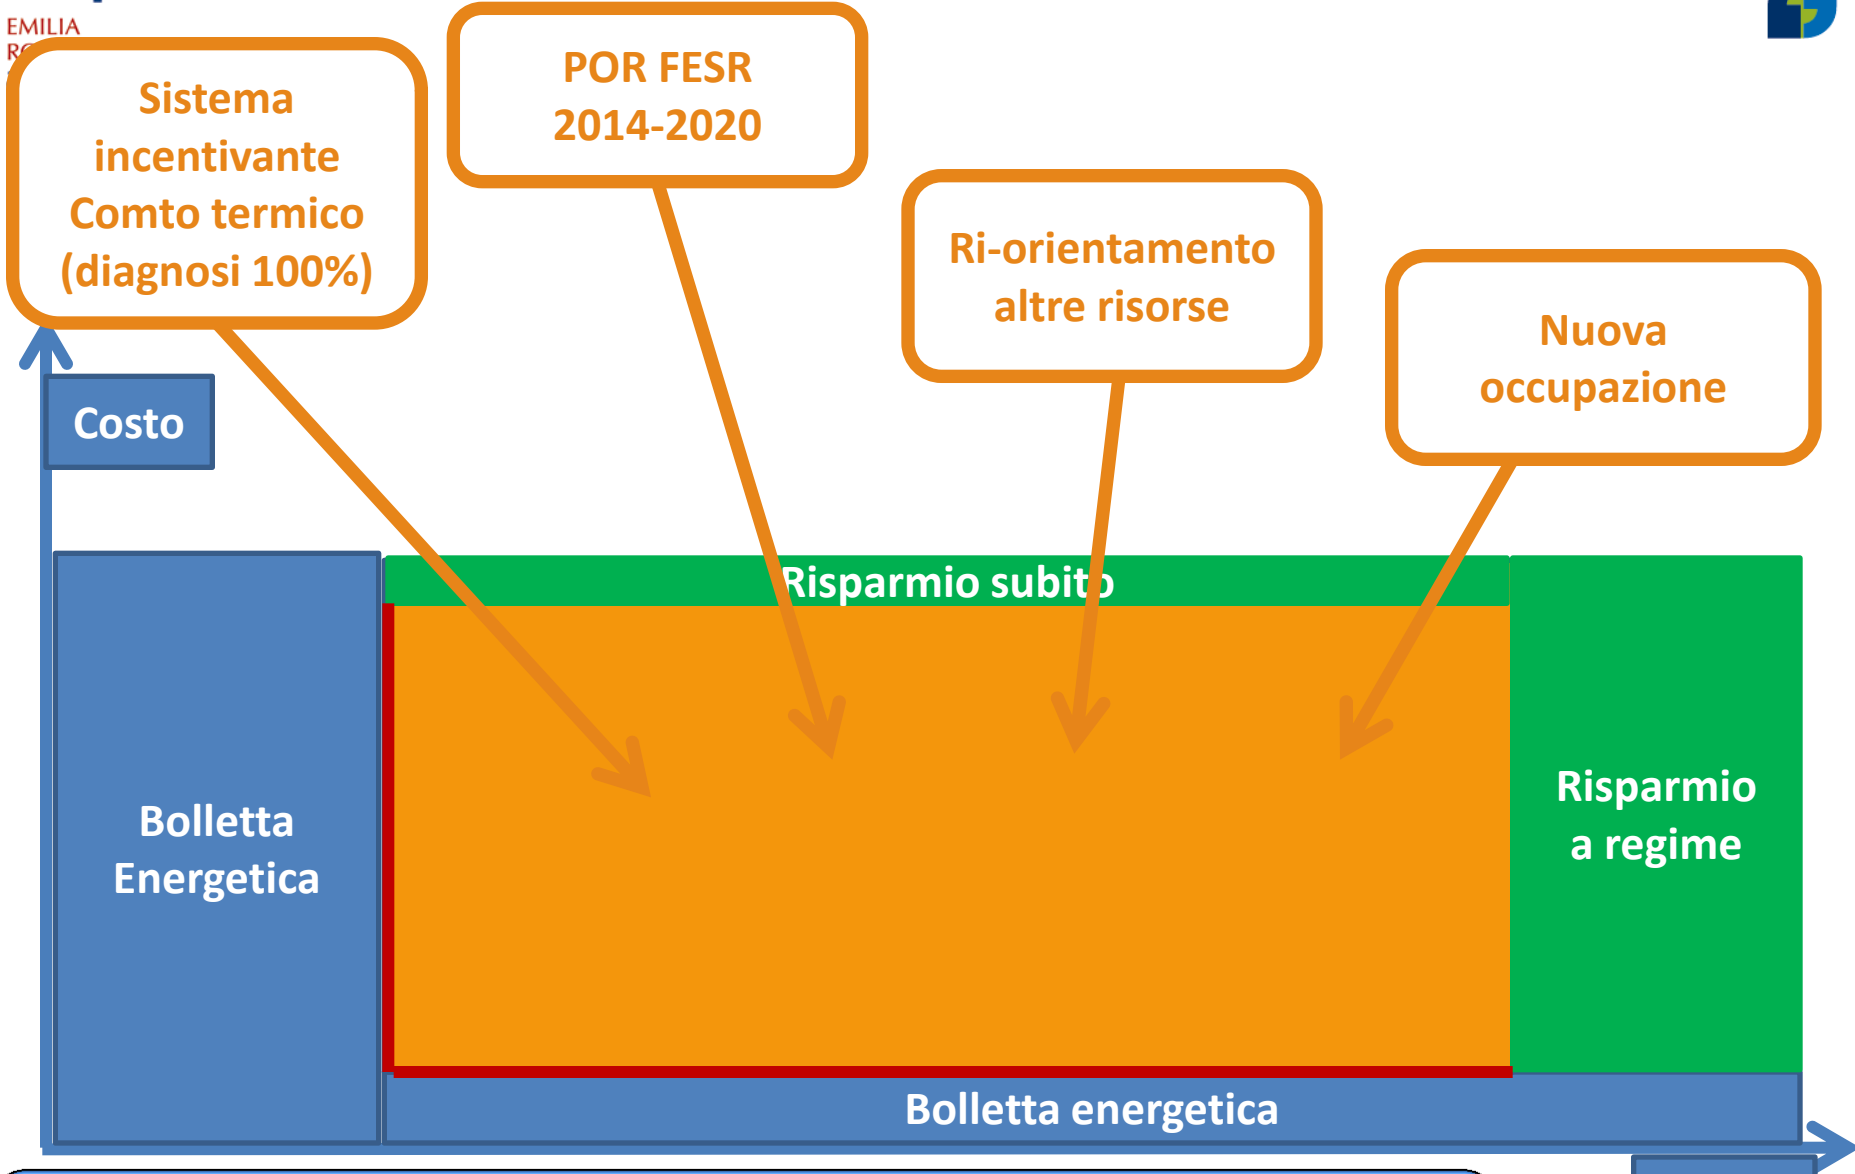 EMILIA
Sistema
incentivante
Comto termico
(diagnosi 100%)
POR FESR
2014-2020
Ri-orientamento
altre risorse
Nuova
occupazione
Costo
Risparmio subito
Bolletta
Energetica
Risparmio
a regime
Bolletta energetica